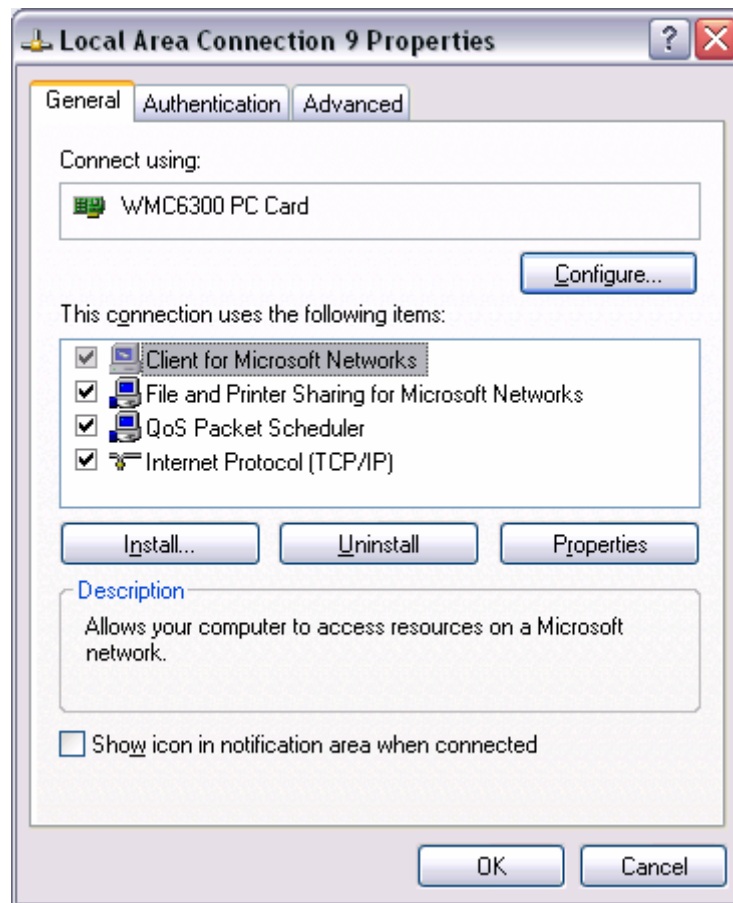 Local Area Connection 9 Properties
General Authentication Advanced
Connect using:
WMC6300 PC Card
Configure...
This connection uses the following items:
Client for Microsoft Networks
File and Printer Sharing for Microsoft Networks
QoS Packet Scheduler
Internet Protocol (TCP/IP)
Install... Uninstall Properties
Description
Allows your computer to access resources on a Microsoft
network.
Show icon in notification area when connected
OK Cancel